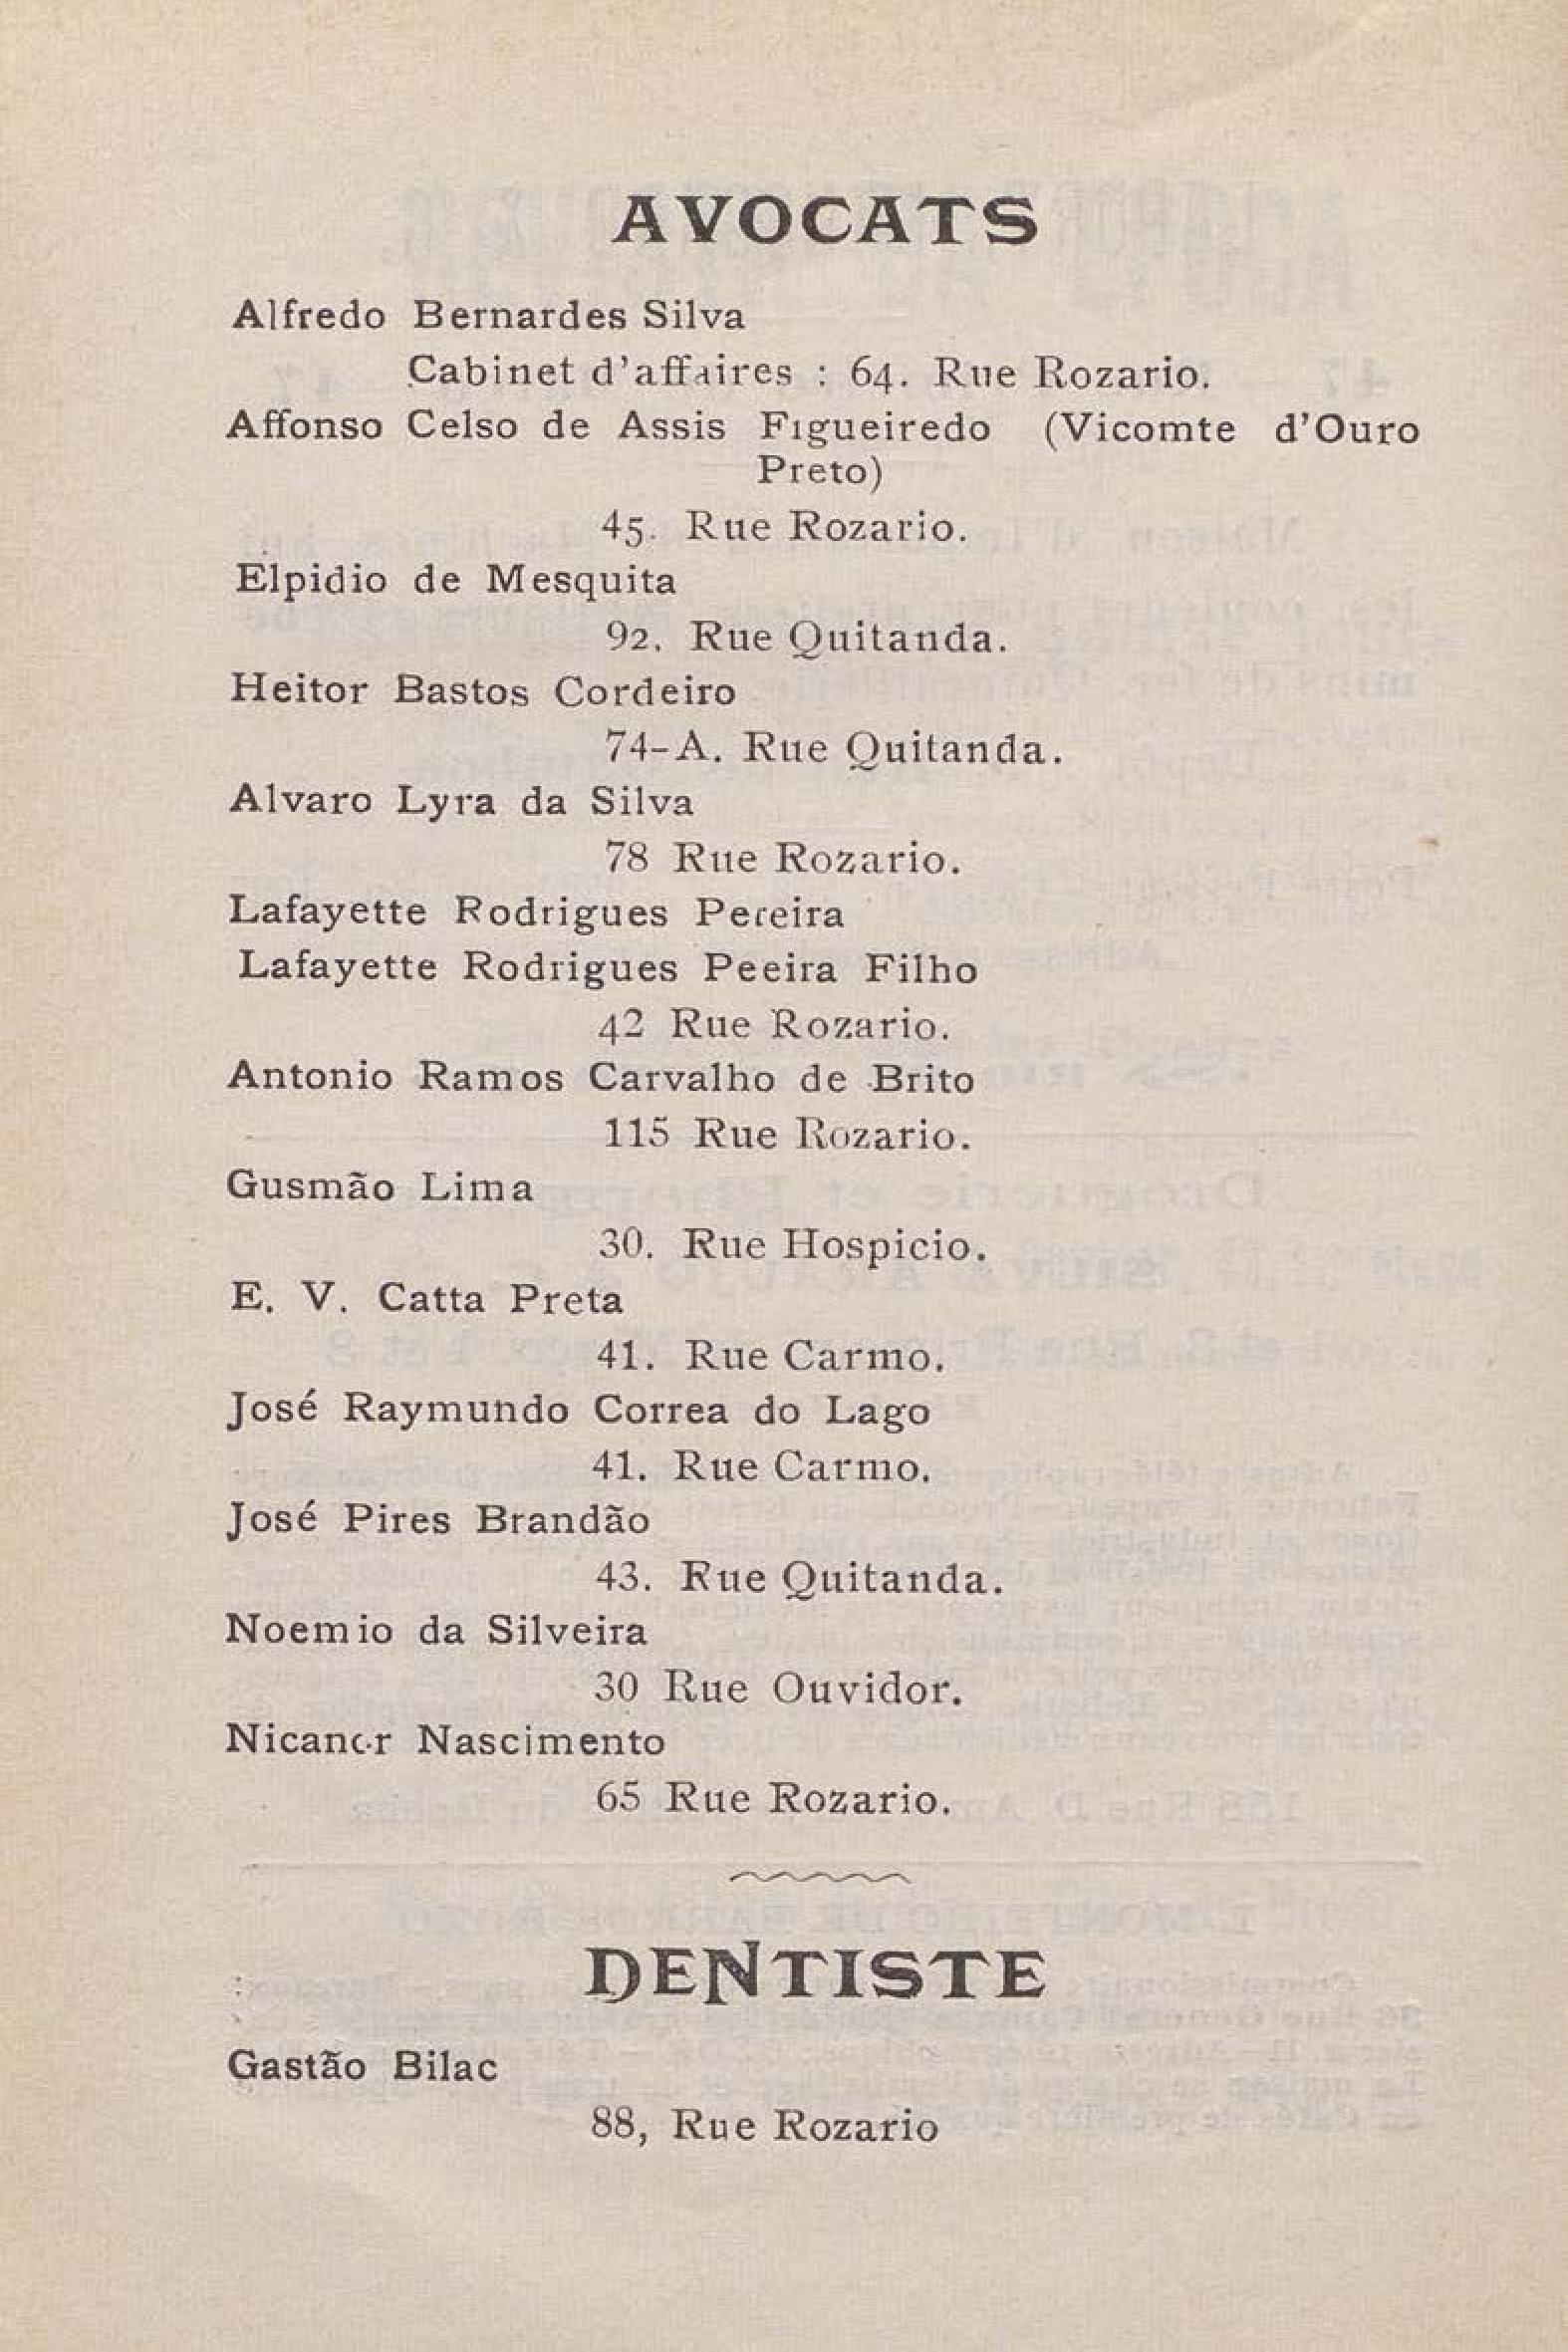 AVOCATS
Alfredo Bernardes Silva
Cabinet d'affaires : 64. Rue Rozario.
Affonso Celso de Assis Figueiredo (Vicomte d'Ouro
Preto)
45. Rue Rozario.
Elpidio de Mesquita
92. Rue Quitanda.
Heitor Bastos Cordeiro
74-A. Rue Quitanda.
Alvaro Lyra da Silva
78 Rue Rozario.
Lafayette Rodrigues Pereira
Lafayette Rodrigues Peeira Filho
42 Rue Rozario.
Antonio Ramos Carvalho de Brito
115 Rue Rozario.
Gusmão Lima
30. Rue Hospicio.
E. V. Catta Preta
41. Rue Carmo.
José Raymundo Correa do Lago
41. Rue Carmo.
José Pires Brandão
43. Rue Quitanda.
Noemio da Silveira
30 Rue Ouvidor.
Nicanor Nascimento
65 Rue Rozario.
DENTISTE
Gastão Bilac
88, Rue Rozario